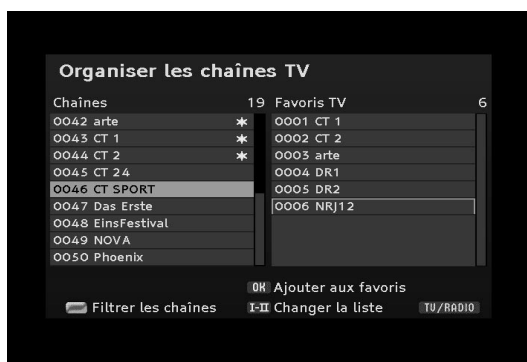 Organiser les chaînes TV
Chaînes 19 Favoris TV 6
0042 arte * 0001 CT 1
0043 CT 1 * 0002 CT 2
0044 CT 2 * 0003 arte
0045 CT 24 0004 DR1
0046 CT SPORT 0005 DR2
0047 Das Erste 0006 NRJ12
0048 EinsFestival
0049 NOVA
0050 Phoenix
OK Ajouter aux favoris
Filtrer les chaînes I-II Changer la liste TV/RADIO